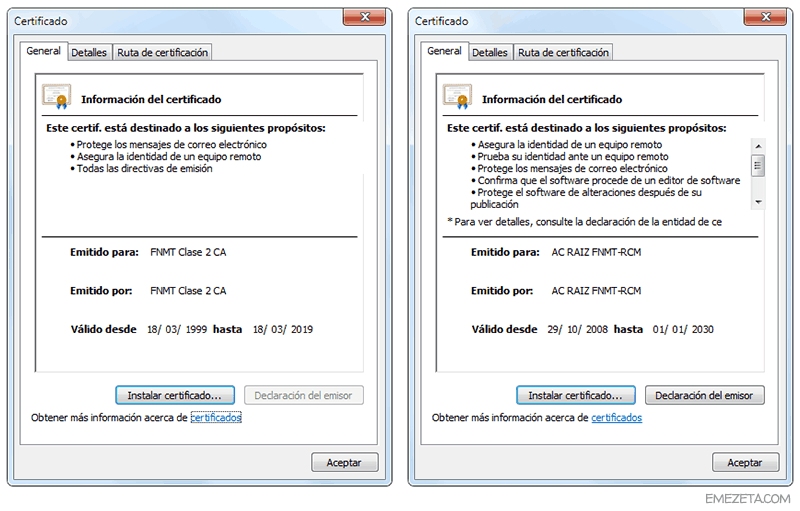 Certificado
General Detalles Ruta de certificación
Información del certificado
Este certif. está destinado a los siguientes propósitos:
• Protege los mensajes de correo electrónico
• Asegura la identidad de un equipo remoto
• Todas las directivas de emisión
Emitido para: FNMT Clase 2 CA
Emitido por: FNMT Clase 2 CA
Válido desde 18/ 03/ 1999 hasta 18/ 03/ 2019
Instalar certificado... Declaración del emisor
Obtener más información acerca de certificados
Aceptar
Certificado
General Detalles Ruta de certificación
Información del certificado
Este certif. está destinado a los siguientes propósitos:
• Asegura la identidad de un equipo remoto
• Prueba su identidad ante un equipo remoto
• Protege los mensajes de correo electrónico
• Confirma que el software procede de un editor de software
• Protege el software de alteraciones después de su
publicación
* Para ver detalles, consulte la declaración de la entidad de ce
Emitido para: AC RAIZ FNMT-RCM
Emitido por: AC RAIZ FNMT-RCM
Válido desde 29/ 10/ 2008 hasta 01/ 01/ 2030
Instalar certificado... Declaración del emisor
Obtener más información acerca de certificados
Aceptar
EMEZETA.COM